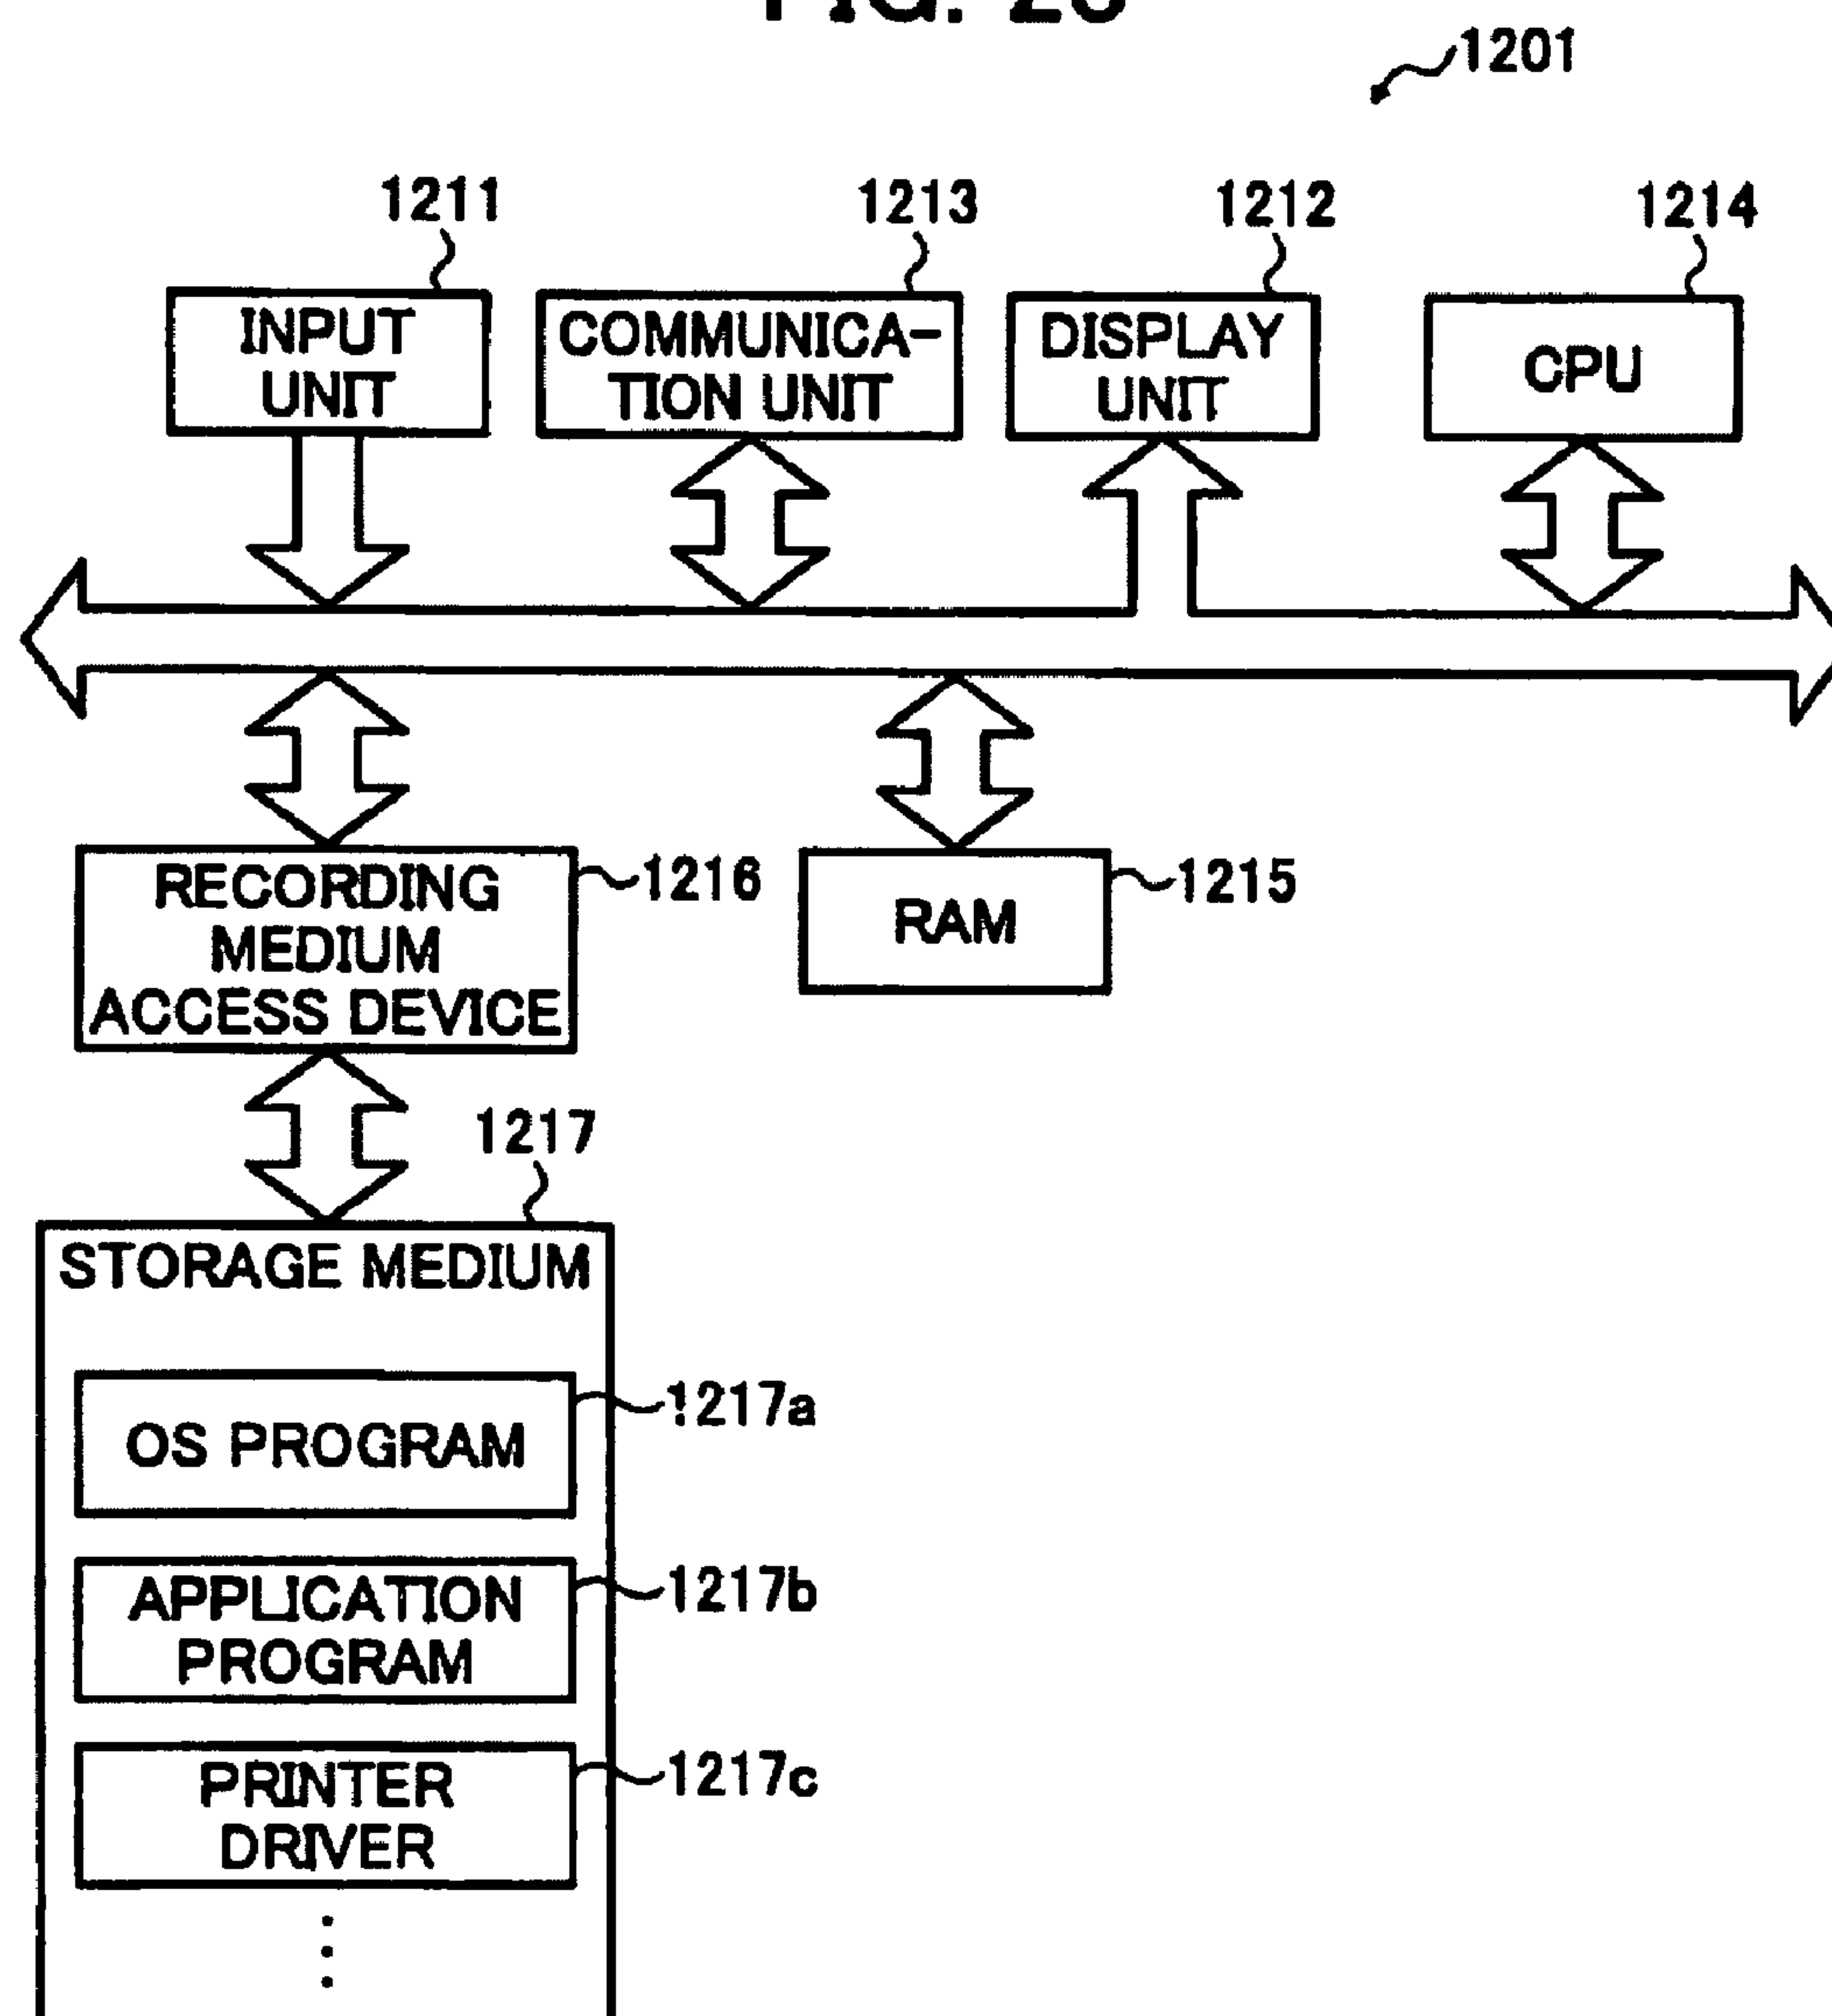 1201
1211
1213
1212
1214
INPUT
UNIT
COMMUNICA-
TION UNIT
DISPLAY
UNIT
CPU
RECORDING
MEDIUM
ACCESS DEVICE
1216
RAM
1215
1217
STORAGE MEDIUM
OS PROGRAM
1217a
APPLICATION
PROGRAM
1217b
PRINTER
DRIVER
1217c